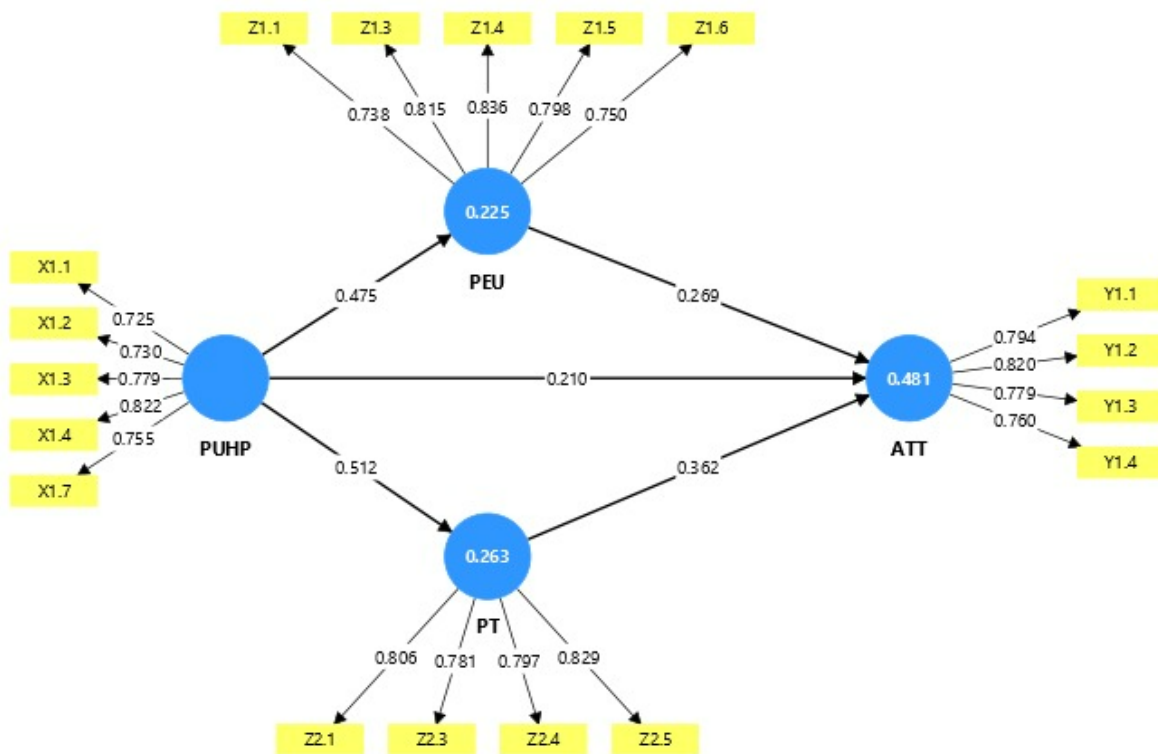 Z1.1 Z1.3 Z1.4 Z1.5 Z1.6
0.738 0.815 0.836 0.798 0.750
0.225
PEU
X1.1
X1.2
X1.3
X1.4
X1.7
0.725
0.730
0.779
0.822
0.755
PUHP
0.475
0.269
0.210
0.512
0.362
0.481
ATT
0.794
0.820
0.779
0.760
Y1.1
Y1.2
Y1.3
Y1.4
0.263
PT
0.806 0.781 0.797 0.829
Z2.1 Z2.3 Z2.4 Z2.5